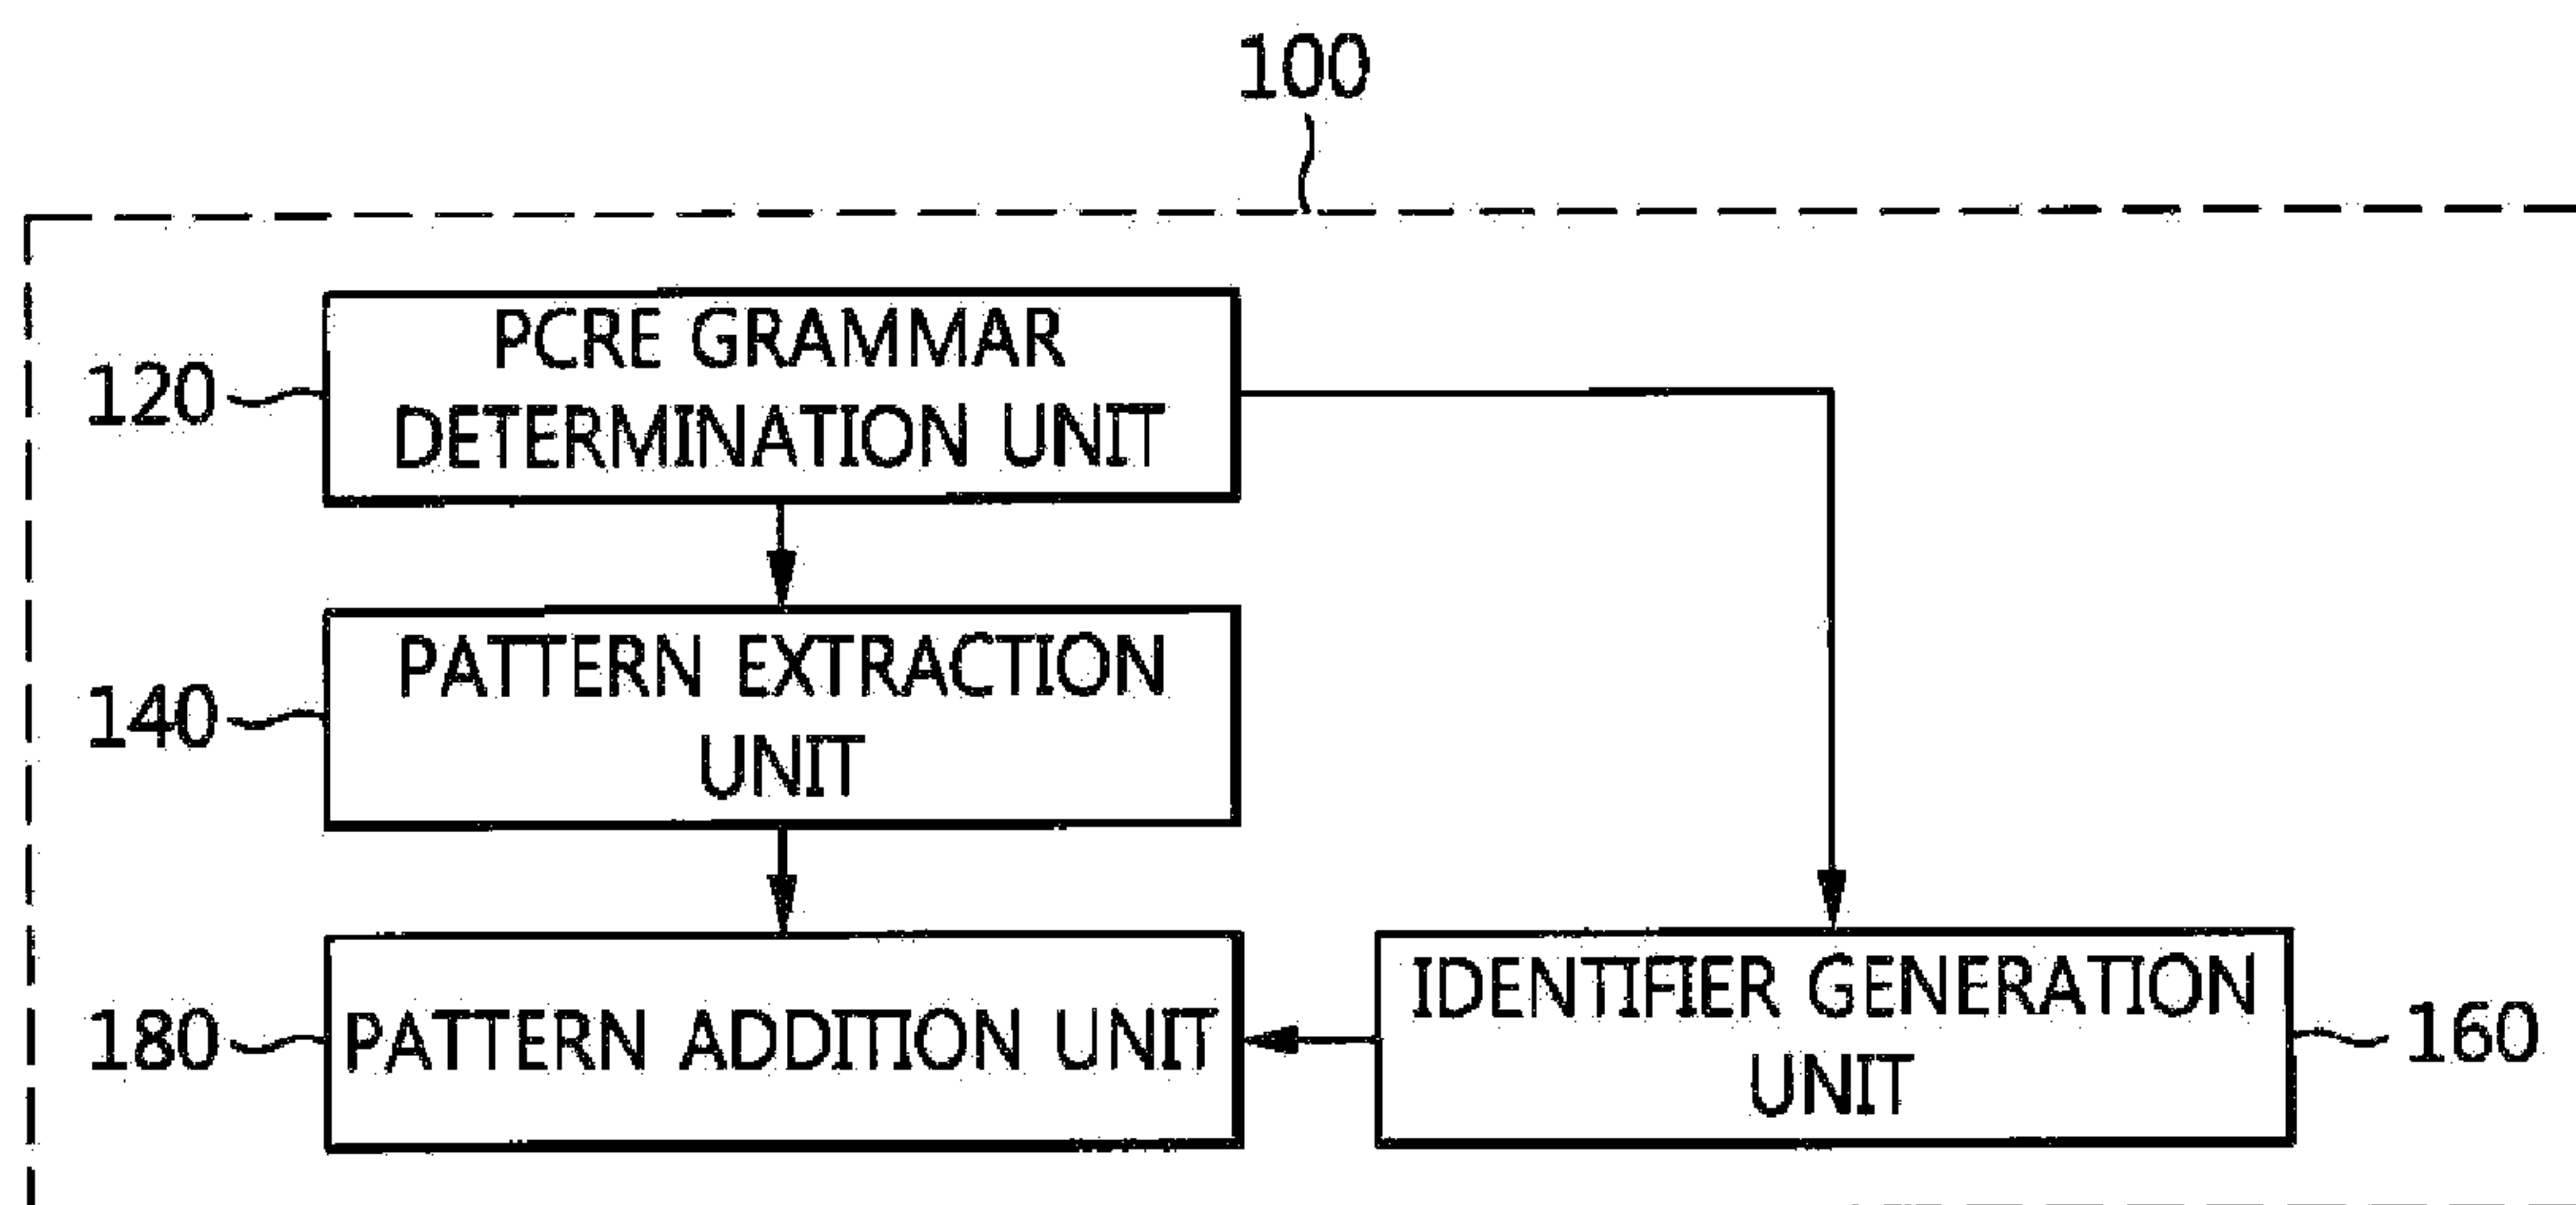 100
120
PCRE GRAMMAR
DETERMINATION UNIT
140
PATTERN EXTRACTION
UNIT
180
PATTERN ADDITION UNIT
IDENTIFIER GENERATION
UNIT
160